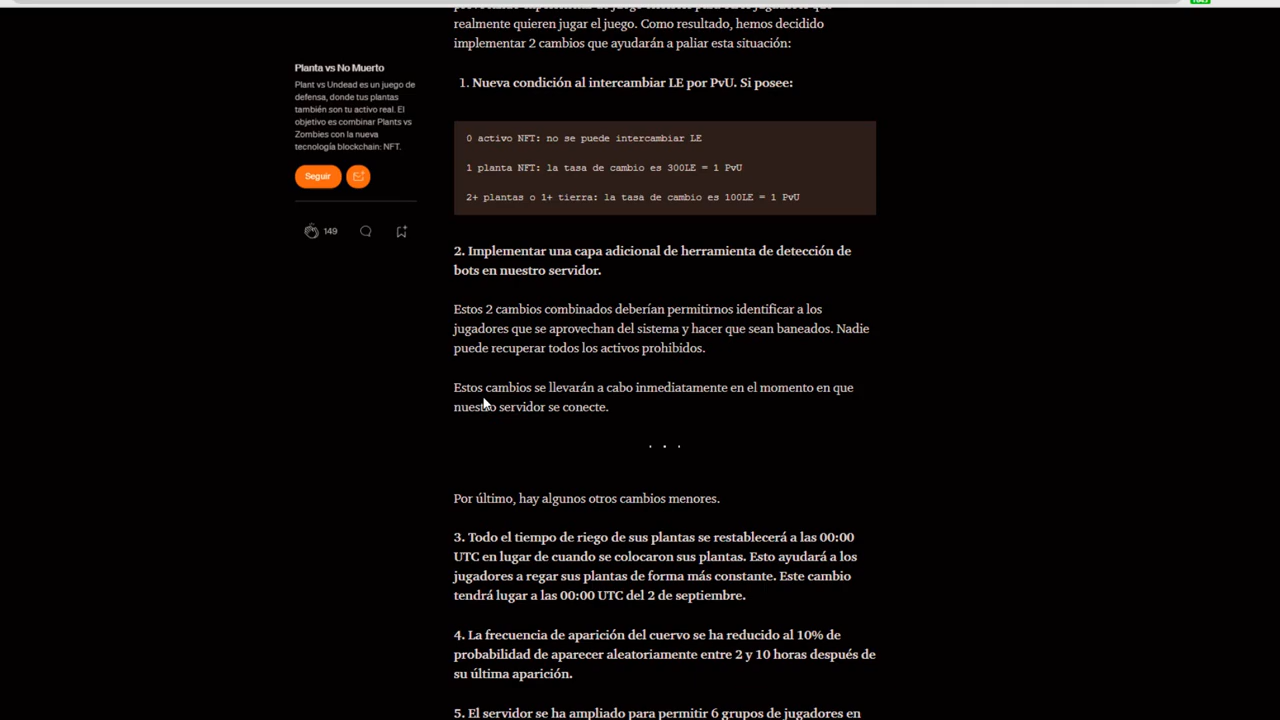 realmente quieren jugar el juego. Como resultado, hemos decidido
implementar 2 cambios que ayudarán a paliar esta situación:
Planta vs No Muerto
Plant vs Undead es un juego de
defensa, donde tus plantas
también son tu activo real. El
objetivo es combinar Plants vs
Zombies con la nueva
tecnología blockchain: NFT.
Seguir
149
1. Nueva condición al intercambiar LE por PvU. Si posee:
0 activo NFT: no se puede intercambiar LE
1 planta NFT: la tasa de cambio es 300LE = 1 PvU
2+ plantas o 1+ tierra: la tasa de cambio es 100LE = 1 PvU
2. Implementar una capa adicional de herramienta de detección de
bots en nuestro servidor.
Estos 2 cambios combinados deberían permitirnos identificar a los
jugadores que se aprovechan del sistema y hacer que sean baneados. Nadie
puede recuperar todos los activos prohibidos.
Estos cambios se llevarán a cabo inmediatamente en el momento en que
nuestro servidor se conecte.
. . .
Por último, hay algunos otros cambios menores.
3. Todo el tiempo de riego de sus plantas se restablecerá a las 00:00
UTC en lugar de cuando se colocaron sus plantas. Esto ayudará a los
jugadores a regar sus plantas de forma más constante. Este cambio
tendrá lugar a las 00:00 UTC del 2 de septiembre.
4. La frecuencia de aparición del cuervo se ha reducido al 10% de
probabilidad de aparecer aleatoriamente entre 2 y 10 horas después de
su última aparición.
5. El servidor se ha ampliado para permitir 6 grupos de jugadores en